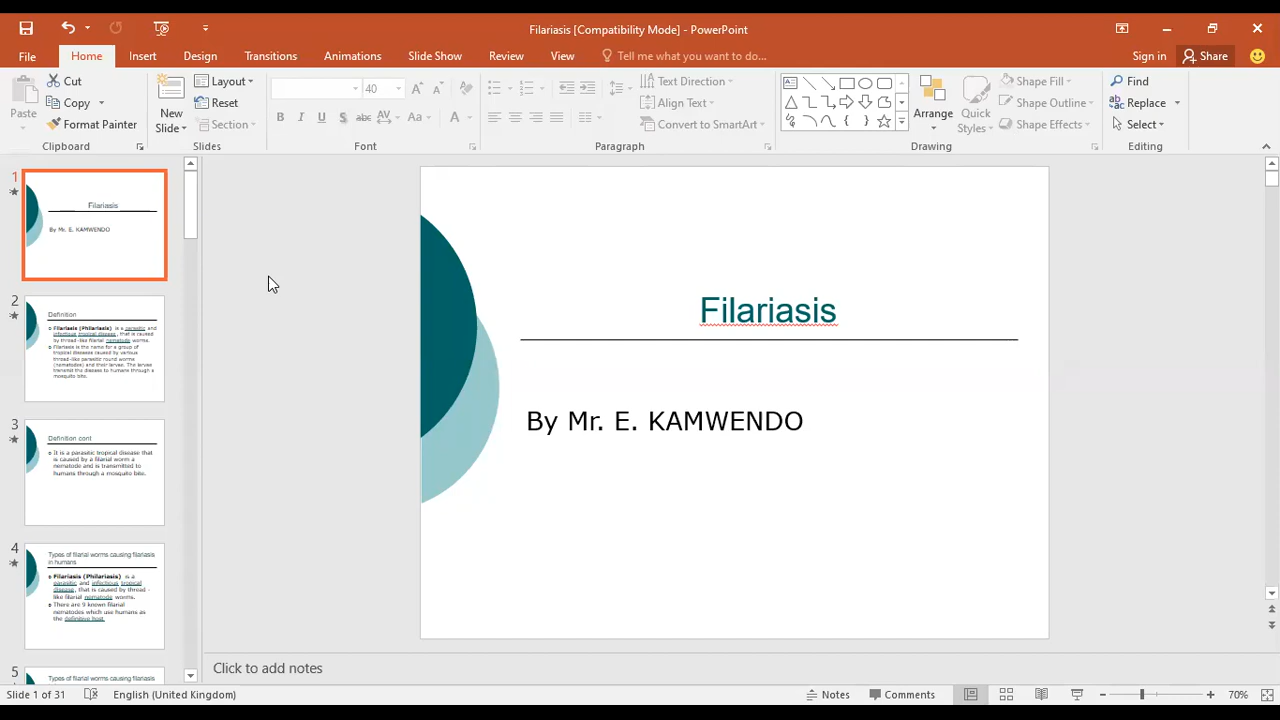 Filariasis [Compatibility Mode] - PowerPoint
File Home Insert Design Transitions Animations Slide Show Review View Tell me what you want to do... Sign in Share
Paste
Cut
Copy
Format Painter
Clipboard
New Slide
Layout
Reset
Section
Slides
40
Font
Text Direction
Align Text
Convert to SmartArt
Paragraph
Arrange
Quick Styles
Shape Fill
Shape Outline
Shape Effects
Drawing
Find
Replace
Select
Editing
1
Filariasis
By Mr. E. KAMWENDO
2
Definition
Filariasis (Philariasis) is a parasitic and
infectious tropical disease, that is caused
by thread-like filarial nematode worms.
Filariasis is the name for a group of
tropical diseases caused by various
thread-like parasitic round worms
(nematodes) and their larvae. The larvae
transmit the disease to humans through a
mosquito bite.
3
Definition cont
It is a parasitic tropical disease that
is caused by a filarial worm a
nematode and is transmitted to
humans through a mosquito bite.
4
Types of filarial worms causing filariasis
in humans
Filariasis (Philariasis) is a
parasitic and infectious tropical
disease, that is caused by thread -
like filarial nematode worms.
There are 9 known filarial
nematodes which use humans as
the definitive host.
5
Types of filarial worms causing filariasis
Filariasis
By Mr. E. KAMWENDO
Click to add notes
Slide 1 of 31 English (United Kingdom) Notes Comments 70%